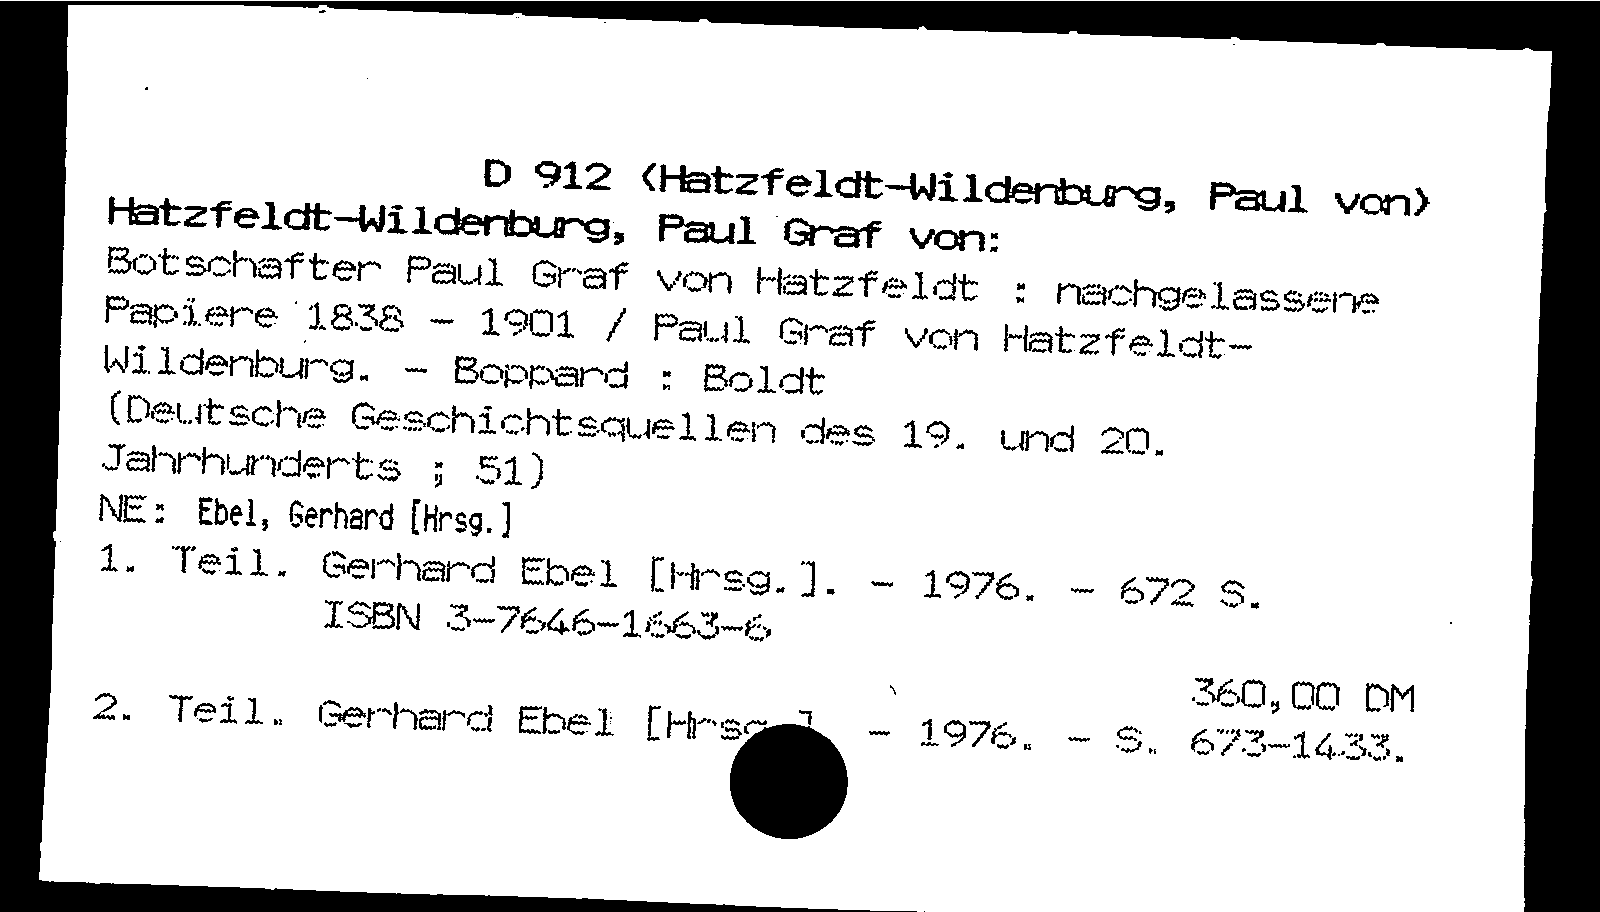 D 912 <Hatzfeldt-Wildenburg, Paul von>
Hatzfeldt-Wildenburg, Paul Graf von:
Botschafter Paul Graf von Hatzfeldt : nachgelassene
Papiere 1838 - 1901 / Paul Graf von Hatzfeldt-
Wildenburg. - Boppard : Boldt
(Deutsche Geschichtsquellen des 19. und 20.
Jahrhunderts ; 51)
NE: Ebel, Gerhard [Hrsg.]
1. Teil. Gerhard Ebel [Hrsg.]. - 1976. - 672 S.
ISBN 3-7646-1663-6
360,00 DM
2. Teil. Gerhard Ebel - 1976. - S. 673-1433.